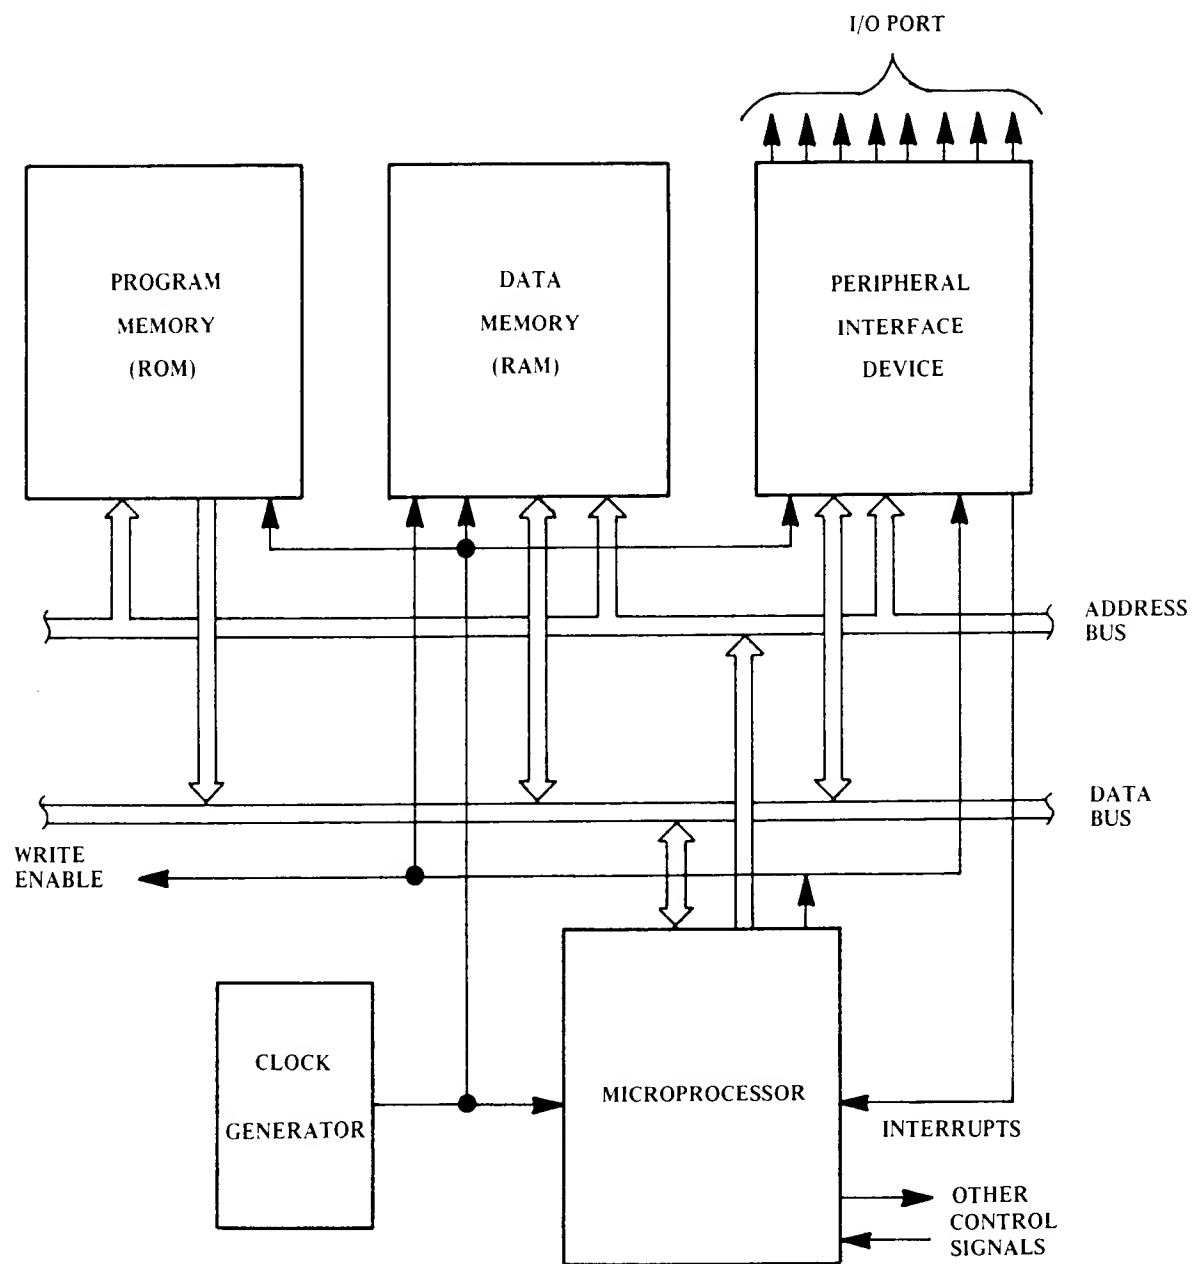 I/O PORT
PROGRAM
MEMORY
(ROM)
DATA
MEMORY
(RAM)
PERIPHERAL
INTERFACE
DEVICE
ADDRESS
BUS
DATA
BUS
WRITE
ENABLE
CLOCK
GENERATOR
MICROPROCESSOR
INTERRUPTS
OTHER
CONTROL
SIGNALS